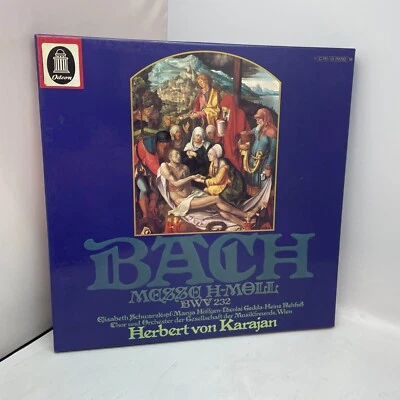 Odeon
BACH
MESSE H-MOLL
BWV 232
Elisabeth Schwarzkopf·Marga Höffgen·Nicolai Gedda·Heinz Rehfuß
Chor und Orchester der Gesellschaft der Musikfreunde, Wien
Herbert von Karajan